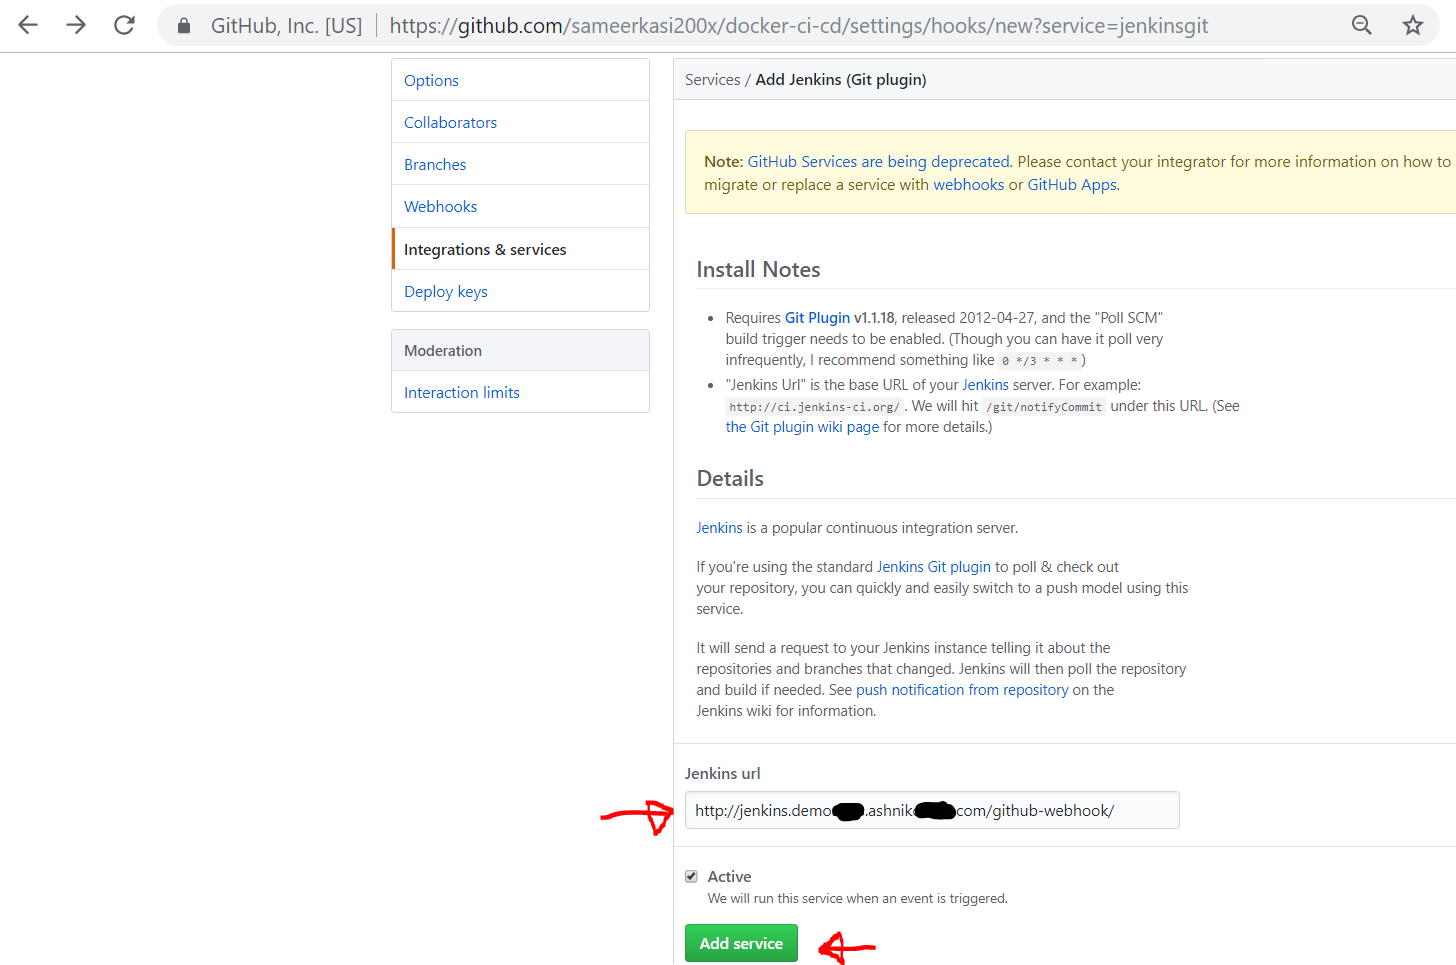 GitHub, Inc. [US] https://github.com/sameerkasi200x/docker-ci-cd/settings/hooks/new?service=jenkinsgit
Options
Collaborators
Branches
Webhooks
Integrations & services
Deploy keys
Moderation
Interaction limits
Services / Add Jenkins (Git plugin)
Note: GitHub Services are being deprecated. Please contact your integrator for more information on how to
migrate or replace a service with webhooks or GitHub Apps.
Install Notes
• Requires Git Plugin v1.1.18, released 2012-04-27, and the "Poll SCM"
build trigger needs to be enabled. (Though you can have it poll very
infrequently, I recommend something like 0 */3 * * * )
• "Jenkins Url" is the base URL of your Jenkins server. For example:
http://ci.jenkins-ci.org/ . We will hit /git/notifyCommit under this URL. (See
the Git plugin wiki page for more details.)
Details
Jenkins is a popular continuous integration server.
If you're using the standard Jenkins Git plugin to poll & check out
your repository, you can quickly and easily switch to a push model using this
service.
It will send a request to your Jenkins instance telling it about the
repositories and branches that changed. Jenkins will then poll the repository
and build if needed. See push notification from repository on the
Jenkins wiki for information.
Jenkins url
http://jenkins.demo .ashnik com/github-webhook/
Active
We will run this service when an event is triggered.
Add service